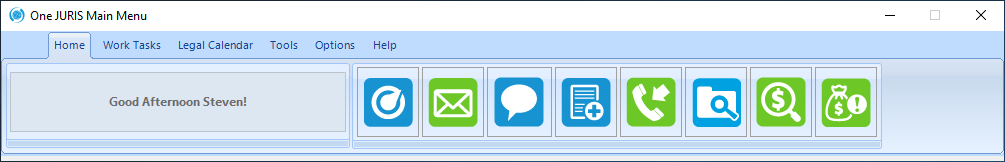 One JURIS Main Menu
Home Work Tasks Legal Calendar Tools Options Help
Good Afternoon Steven!
$ $